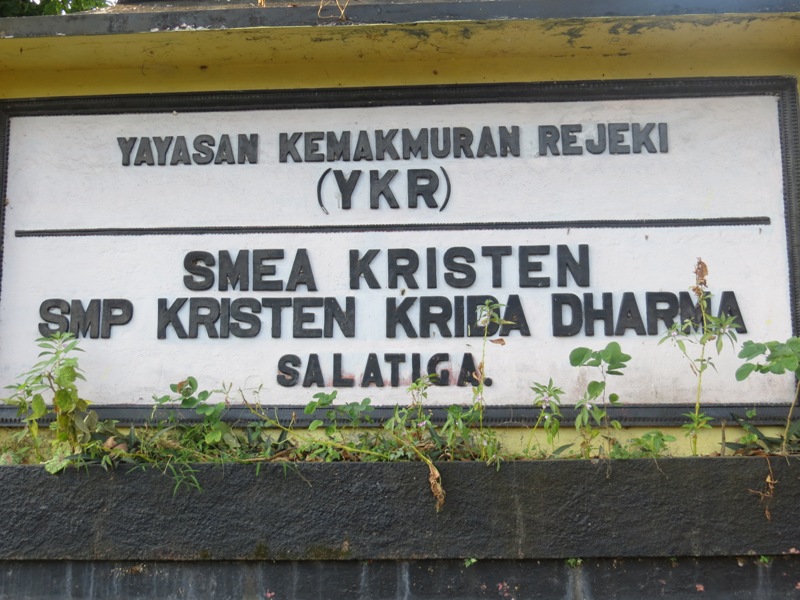 YAYASAN KEMAKMURAN REJEKI
(YKR)
SMEA KRISTEN
SMP KRISTEN KRIDA DHARMA
SALATIGA.